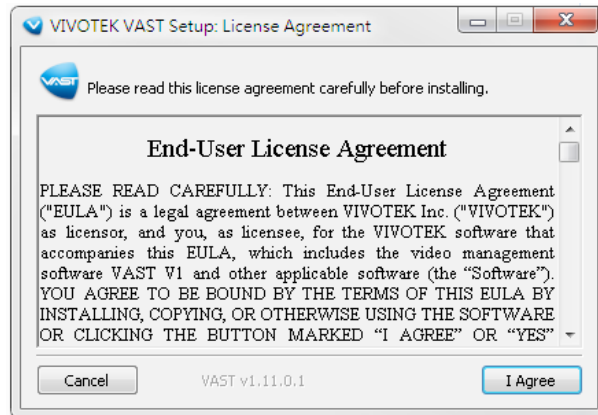 VIVOTEK VAST Setup: License Agreement
VAST
Please read this license agreement carefully before installing.
End-User License Agreement
PLEASE READ CAREFULLY: This End-User License Agreement
("EULA") is a legal agreement between VIVOTEK Inc. ("VIVOTEK")
as licensor, and you, as licensee, for the VIVOTEK software that
accompanies this EULA, which includes the video management
software VAST V1 and other applicable software (the “Software”).
YOU AGREE TO BE BOUND BY THE TERMS OF THIS EULA BY
INSTALLING, COPYING, OR OTHERWISE USING THE SOFTWARE
OR CLICKING THE BUTTON MARKED “I AGREE” OR “YES”
Cancel VAST v1.11.0.1 I Agree